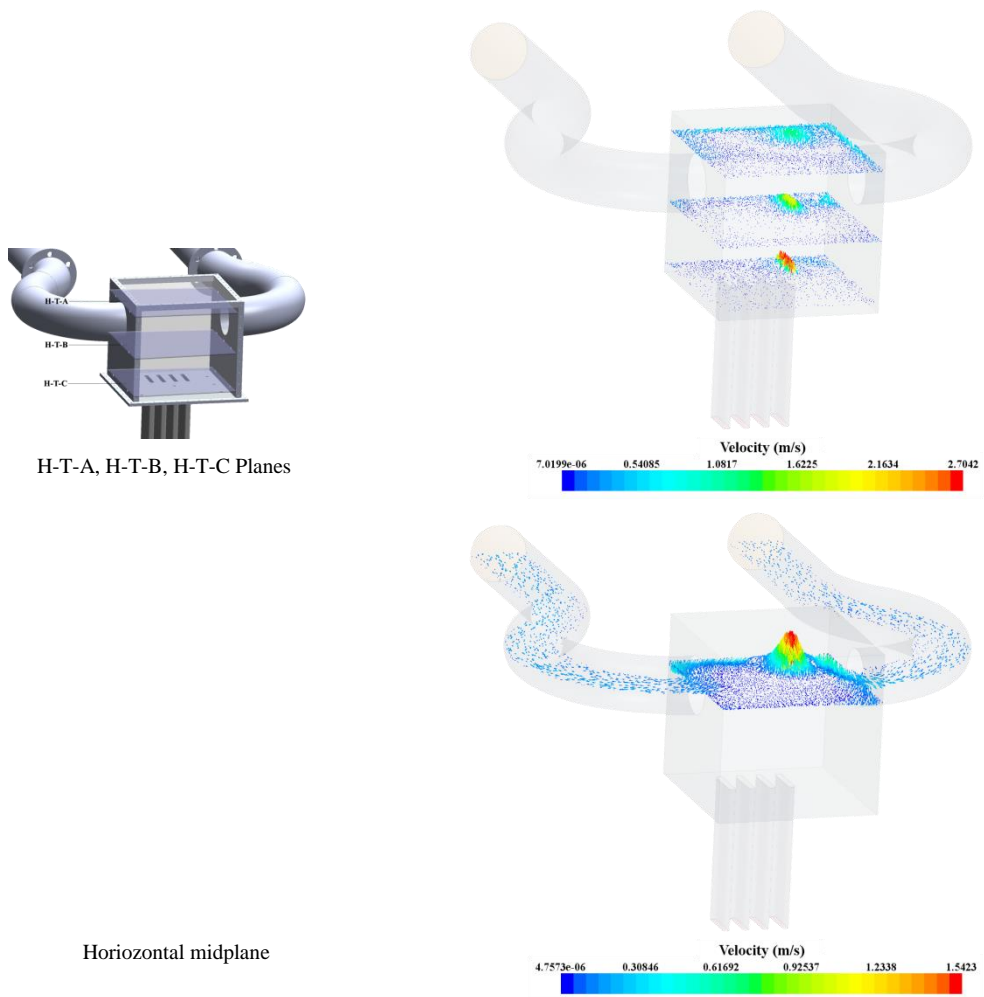 H-T-A
H-T-B
H-T-C
H-T-A, H-T-B, H-T-C Planes
Velocity (m/s)
7.0199e-06 0.54085 1.0817 1.6225 2.1634 2.7042
Horiozontal midplane
Velocity (m/s)
4.7573e-06 0.30846 0.61692 0.92537 1.2338 1.5423